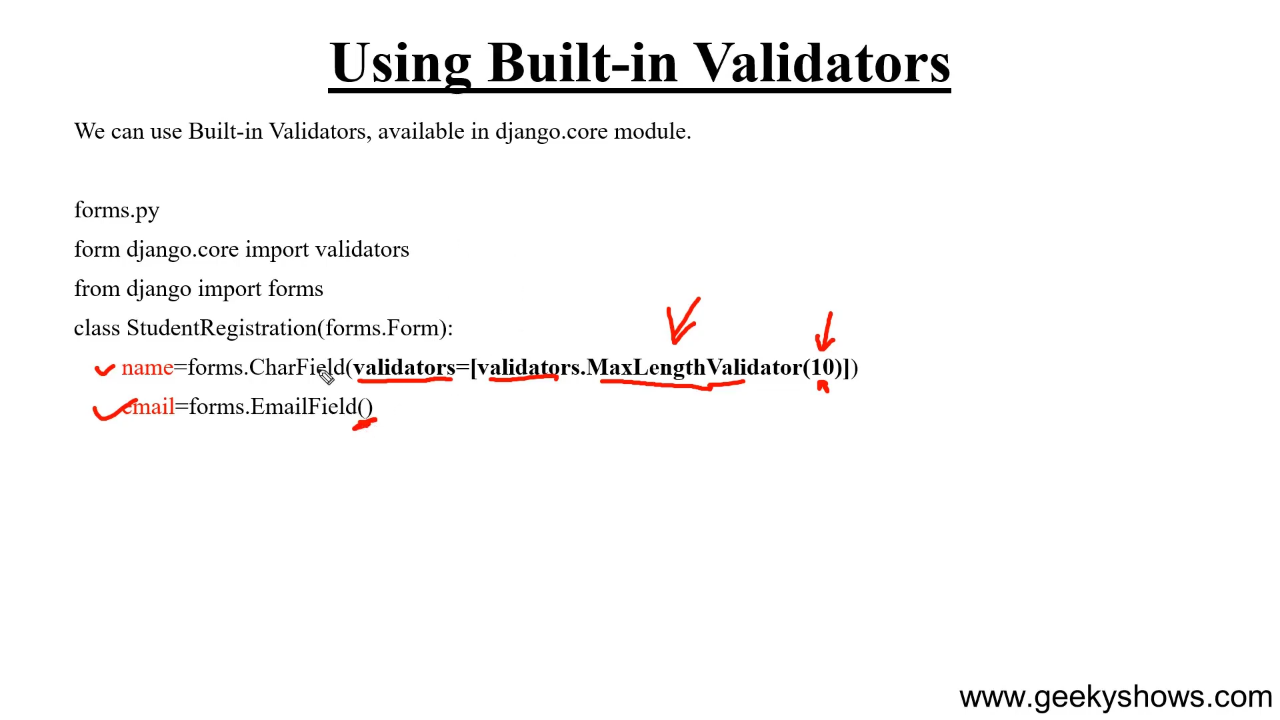 Using Built-in Validators
We can use Built-in Validators, available in django.core module.
forms.py
form django.core import validators
from django import forms
class StudentRegistration(forms.Form):
name=forms.CharField(validators=[validators.MaxLengthValidator(10)])
email=forms.EmailField()
www.geekyshows.com